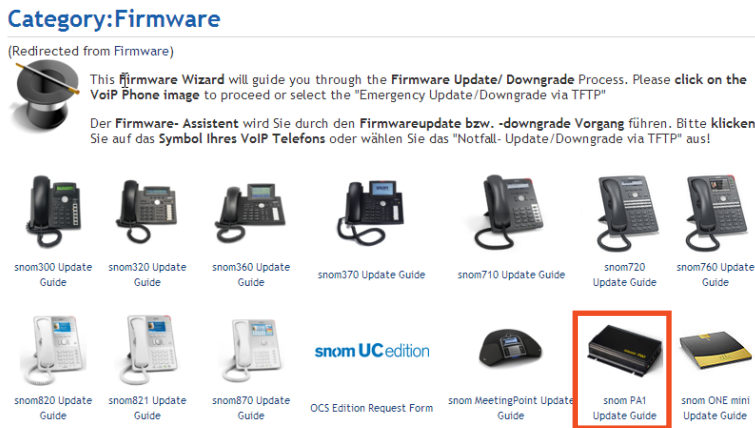 Category:Firmware
(Redirected from Firmware)
This Firmware Wizard will guide you through the Firmware Update/ Downgrade Process. Please click on the
VoiP Phone image to proceed or select the "Emergency Update/Downgrade via TFTP"
Der Firmware- Assistent wird Sie durch den Firmwareupdate bzw. -downgrade Vorgang führen. Bitte klicken
Sie auf das Symbol Ihres VoIP Telefons oder wählen Sie das "Notfall- Update/Downgrade via TFTP" aus!
snom300 Update
Guide
snom320 Update
Guide
snom360 Update
Guide
snom370 Update Guide
snom710 Update Guide
snom720
Update Guide
snom760 Update
Guide
snom820 Update
Guide
snom821 Update
Guide
snom870 Update
Guide
snom UC edition
OCS Edition Request Form
snom MeetingPoint Update
Guide
snom PA1
Update Guide
snom ONE mini
Update Guide